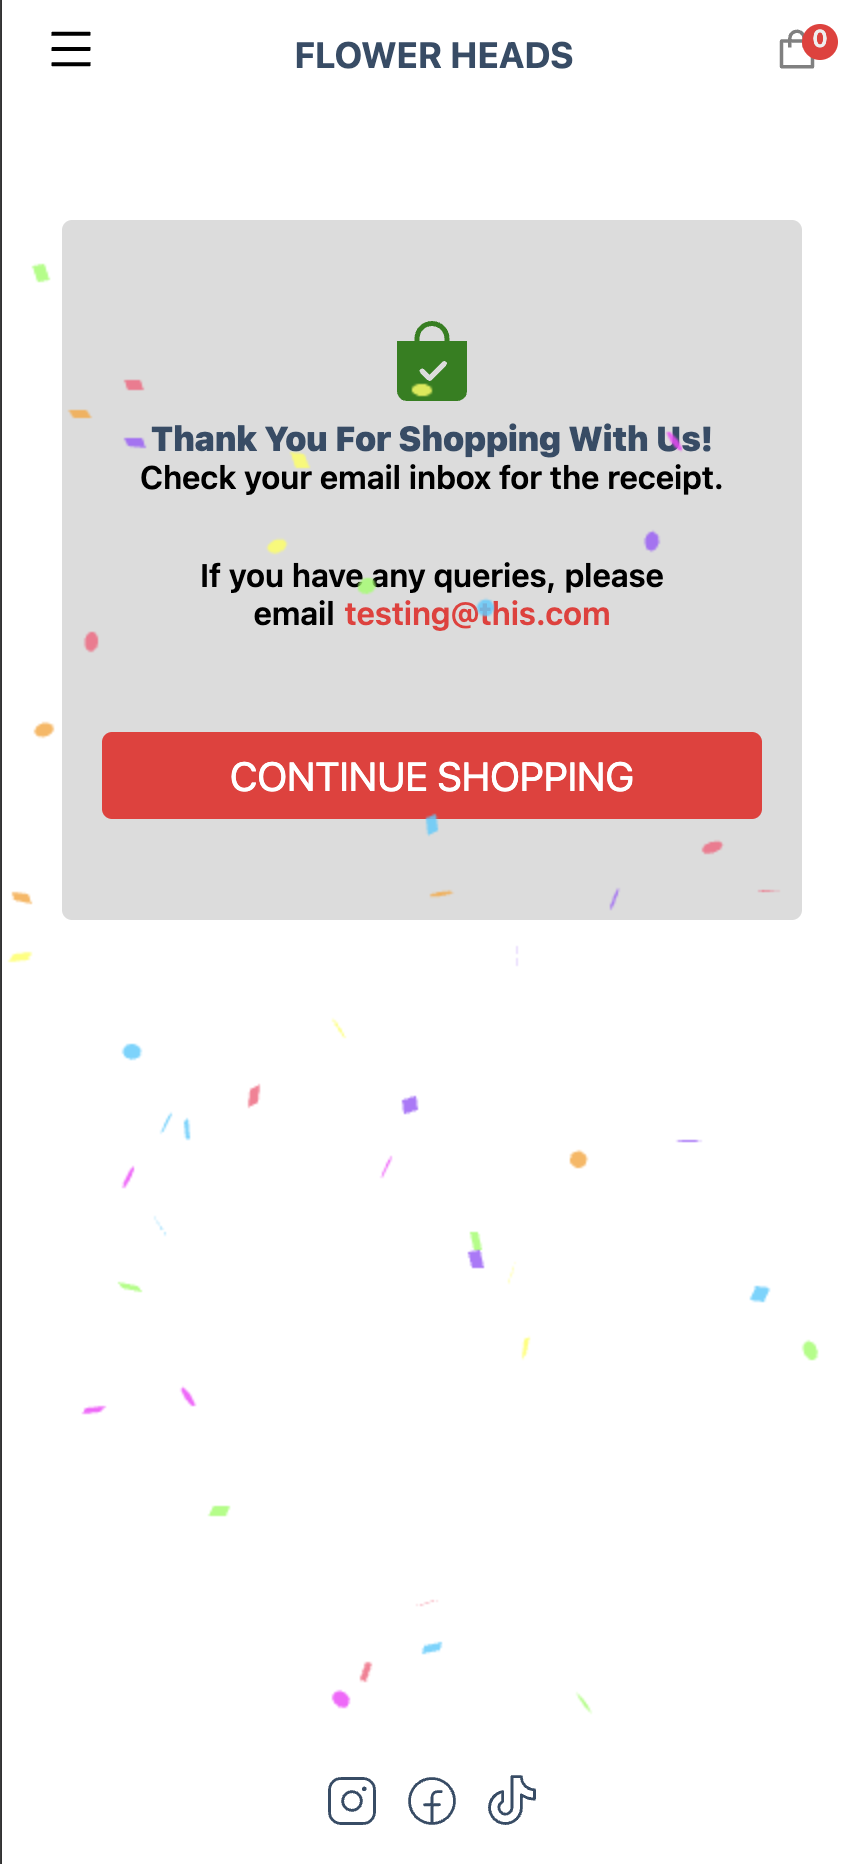 FLOWER HEADS
0
Thank You For Shopping With Us!
Check your email inbox for the receipt.
If you have any queries, please
email testing@this.com
CONTINUE SHOPPING